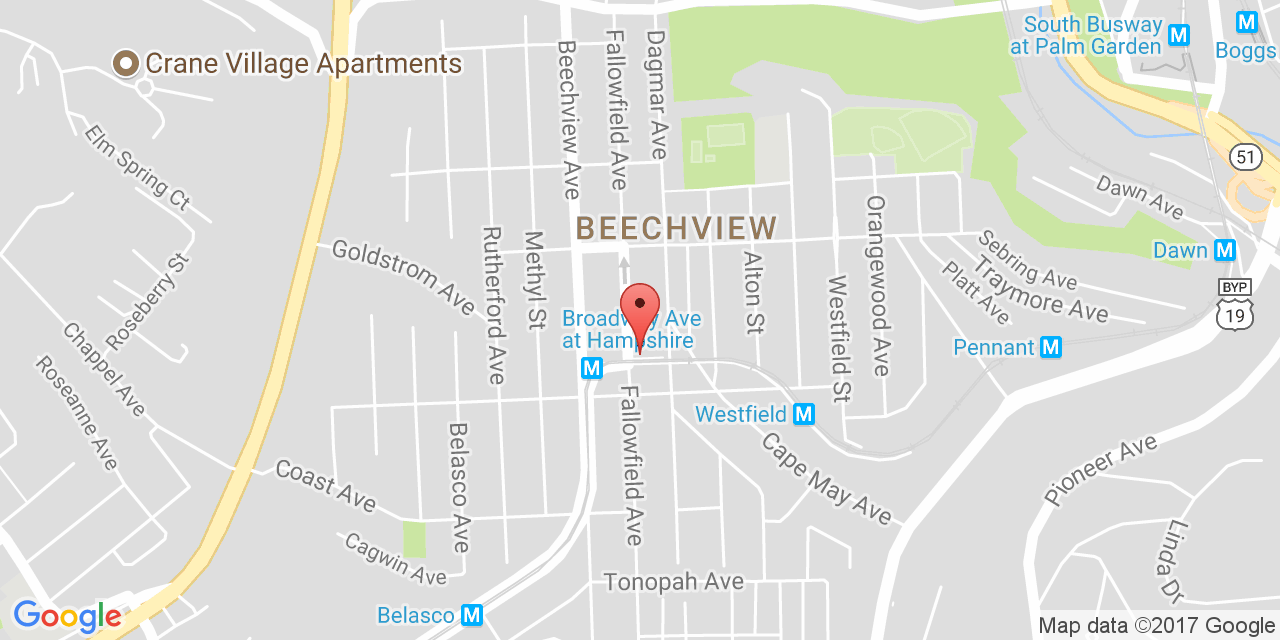 South Busway
at Palm Garden
Boggs
Crane Village Apartments
Beechview Ave
Fallowfield Ave
Dagmar Ave
51
Elm Spring Ct
Dawn Ave
Orangewood Ave
BEECHVIEW
Goldstrom Ave
Rutherford Ave
Methyl St
Alton St
Westfield St
Sebring Ave
Traymore Ave
Platt Ave
Dawn
BYP
19
Roseberry St
Broadway Ave
at Hampshire
Pennant
Chappel Ave
Roseanne Ave
Westfield
Fallowfield Ave
Cape May Ave
Belasco Ave
Coast Ave
Pioneer Ave
Cagwin Ave
Linda Dr
Tonopah Ave
Belasco
Google
Map data ©2017 Google